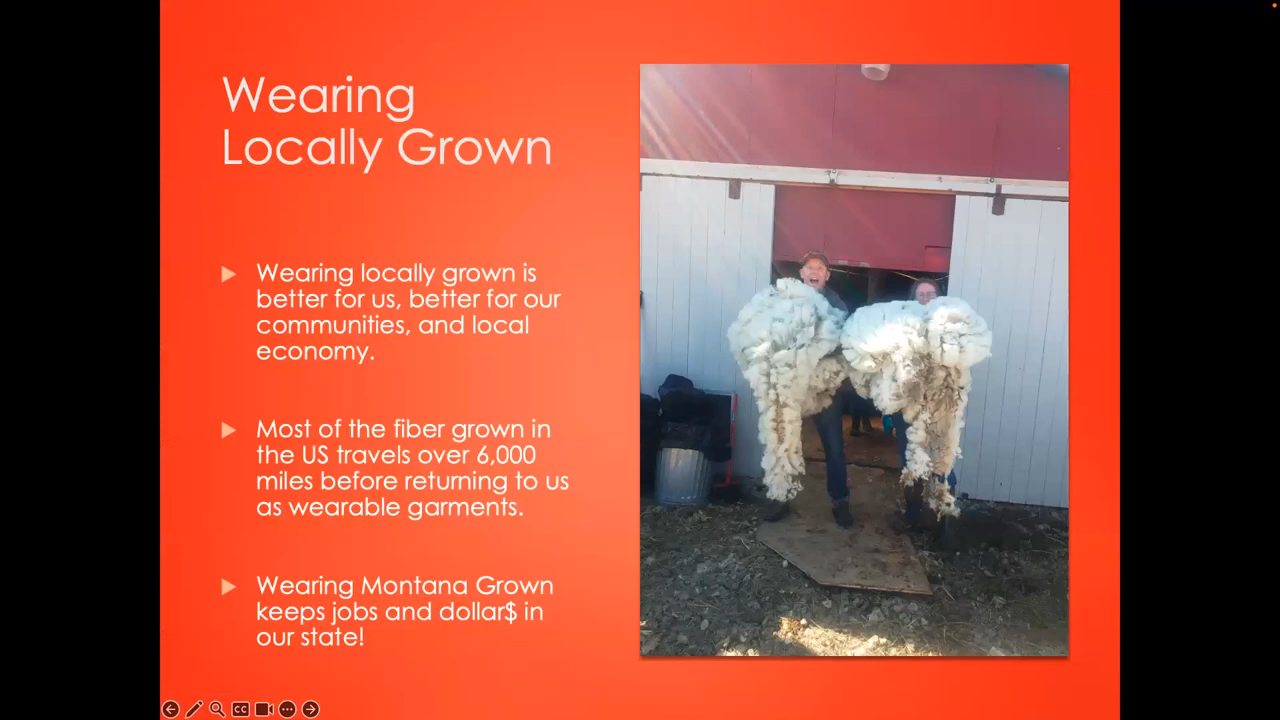 Wearing
Locally Grown
Wearing locally grown is
better for us, better for our
communities, and local
economy.
Most of the fiber grown in
the US travels over 6,000
miles before returning to us
as wearable garments.
Wearing Montana Grown
keeps jobs and dollar$ in
our state!
CC